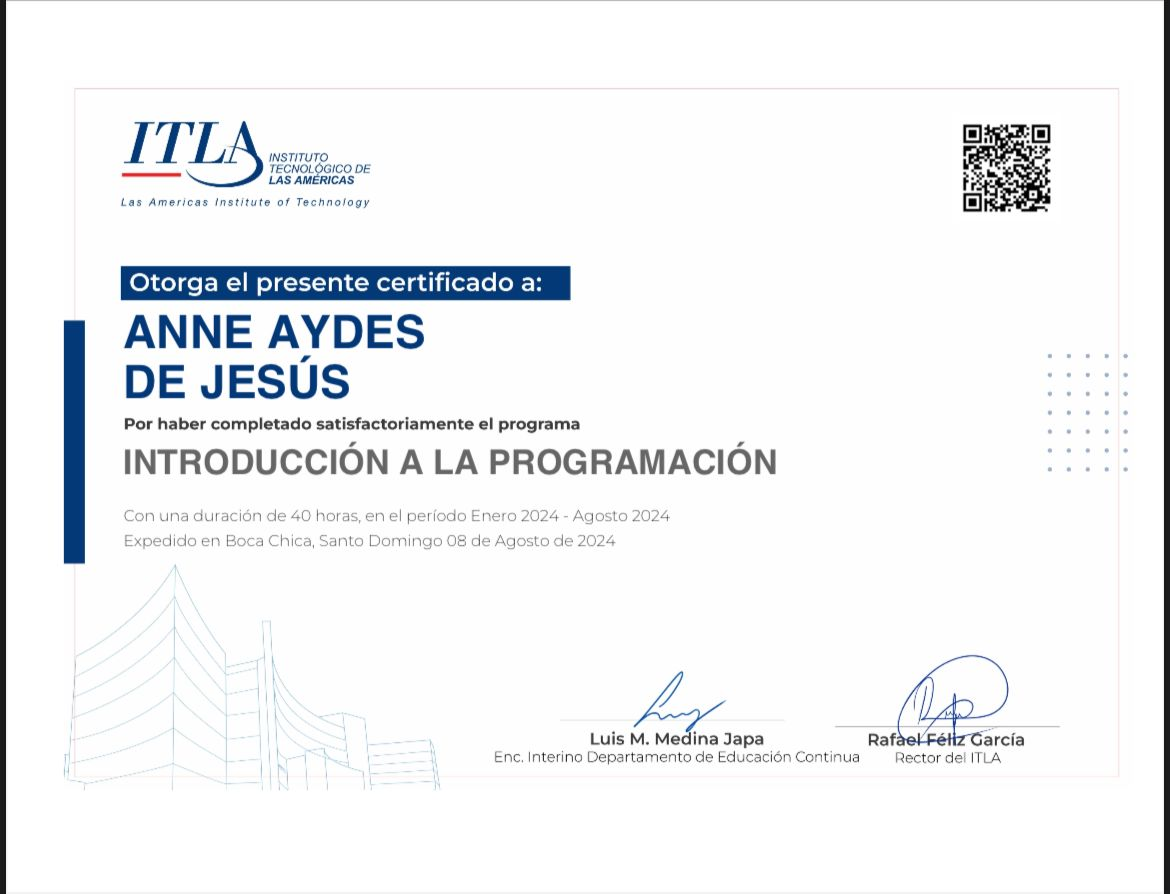 ITLA
INSTITUTO
TECNOLÓGICO DE
LAS AMÉRICAS
Las Americas Institute of Technology
Otorga el presente certificado a:
ANNE AYDES
DE JESÚS
Por haber completado satisfactoriamente el programa
INTRODUCCIÓN A LA PROGRAMACIÓN
Con una duración de 40 horas, en el período Enero 2024 - Agosto 2024
Expedido en Boca Chica, Santo Domingo 08 de Agosto de 2024
Luis M. Medina Japa
Enc. Interino Departamento de Educación Continua
Rafael Féliz García
Rector del ITLA